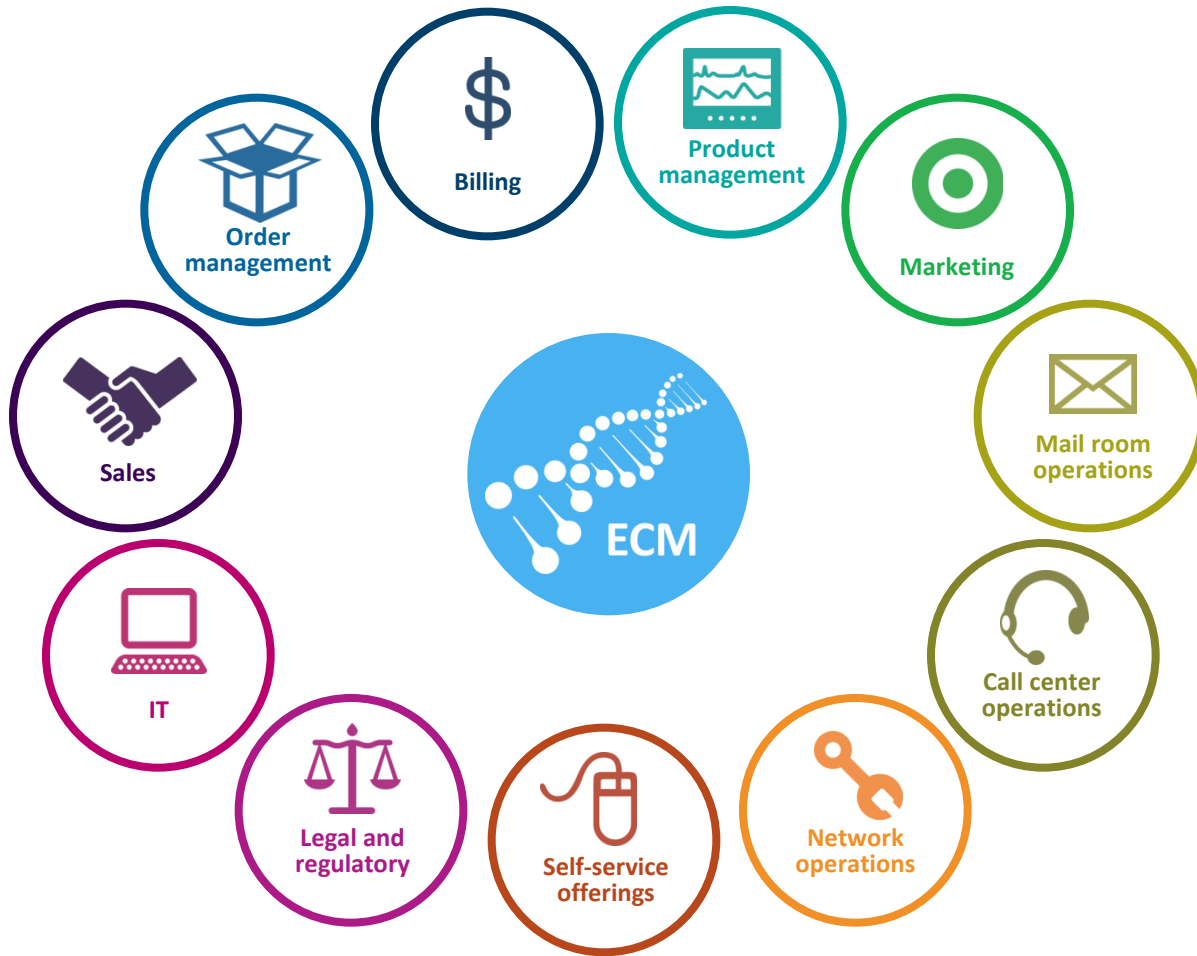 Billing
Product
management
Order
management
Marketing
Sales
Mail room
operations
ECM
IT
Call center
operations
Legal and
regulatory
Self-service
offerings
Network
operations